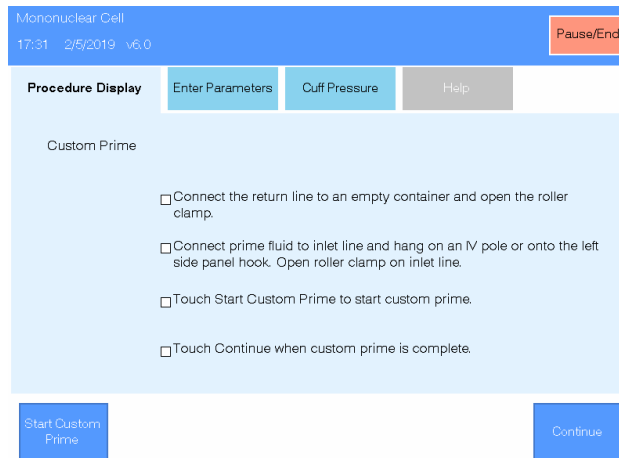 Mononuclear Cell
17:31 2/5/2019 v6.0
Pause/End
Procedure Display
Enter Parameters
Cuff Pressure
Help
Custom Prime
Connect the return line to an empty container and open the roller
clamp.
Connect prime fluid to inlet line and hang on an IV pole or onto the left
side panel hook. Open roller clamp on inlet line.
Touch Start Custom Prime to start custom prime.
Touch Continue when custom prime is complete.
Start Custom
Prime
Continue